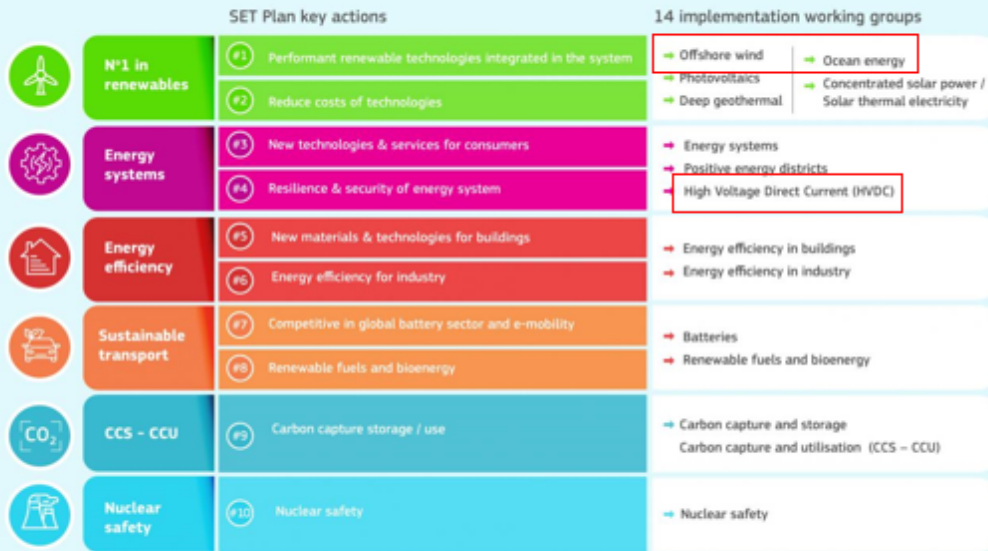 SET Plan key actions
14 implementation working groups
Nº1 in
renewables
#1 Performant renewable technologies integrated in the system
#2 Reduce costs of technologies
→ Offshore wind
→ Photovoltaics
→ Deep geothermal
→ Ocean energy
→ Concentrated solar power /
Solar thermal electricity
Energy
systems
#3 New technologies & services for consumers
#4 Resilience & security of energy system
→ Energy systems
→ Positive energy districts
→ High Voltage Direct Current (HVDC)
Energy
efficiency
#5 New materials & technologies for buildings
#6 Energy efficiency for industry
→ Energy efficiency in buildings
→ Energy efficiency in industry
Sustainable
transport
#7 Competitive in global battery sector and e-mobility
#8 Renewable fuels and bioenergy
→ Batteries
→ Renewable fuels and bioenergy
CO₂
CCS – CCU
#9 Carbon capture storage / use
→ Carbon capture and storage
Carbon capture and utilisation (CCS – CCU)
Nuclear
safety
#10 Nuclear safety
→ Nuclear safety